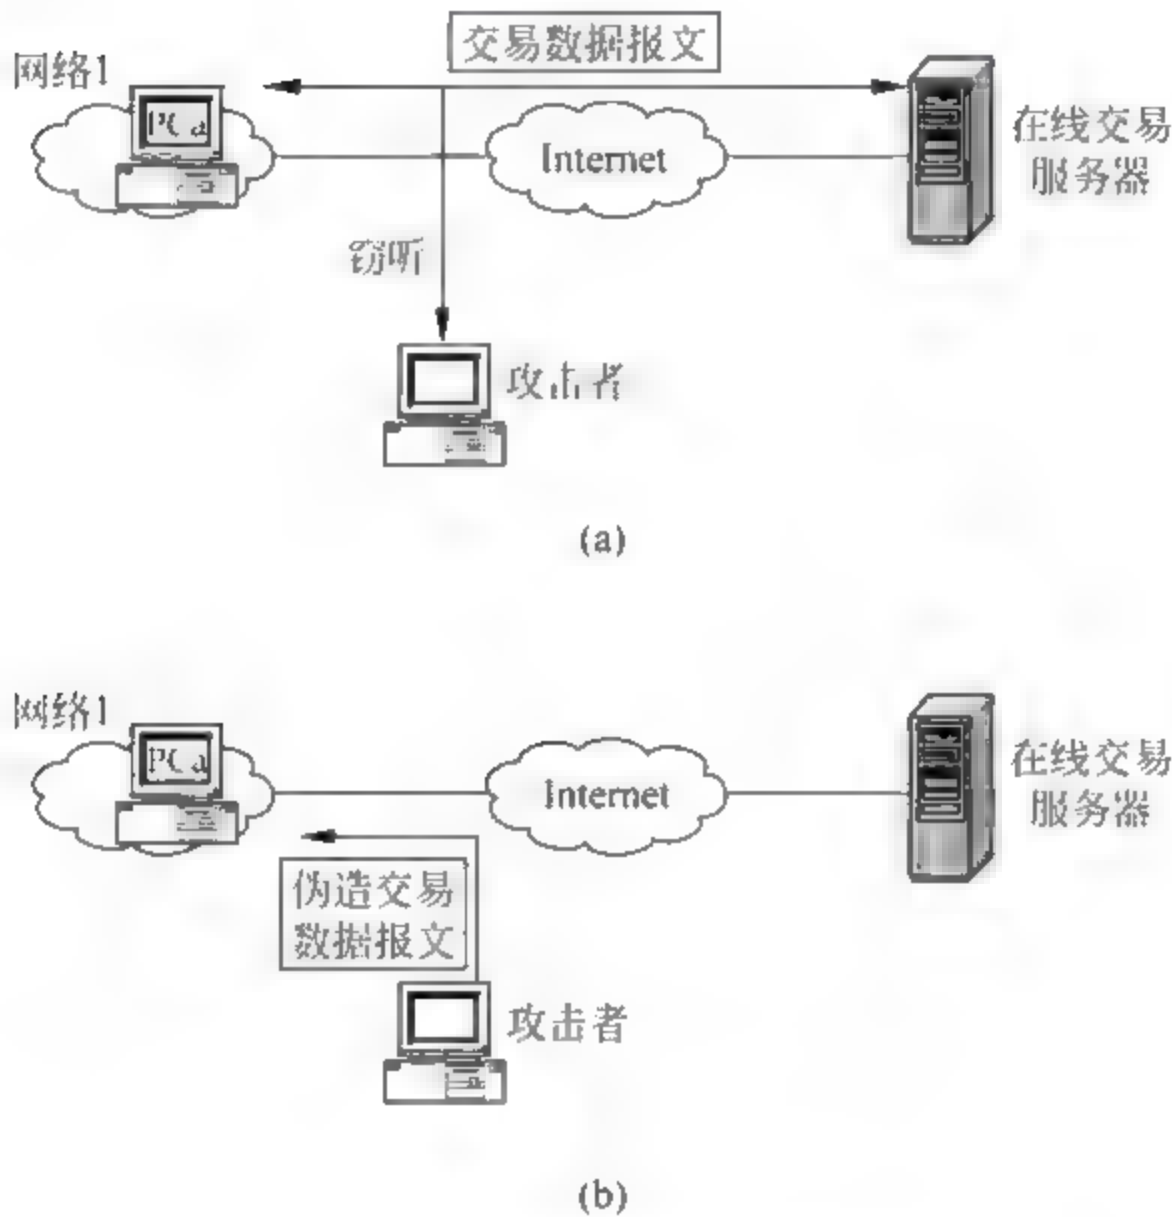 交易数据报文
网络1
PCa
Internet
在线交易
服务器
窃听
攻击者
(a)
网络1
PCa
Internet
在线交易
服务器
伪造交易
数据报文
攻击者
(b)